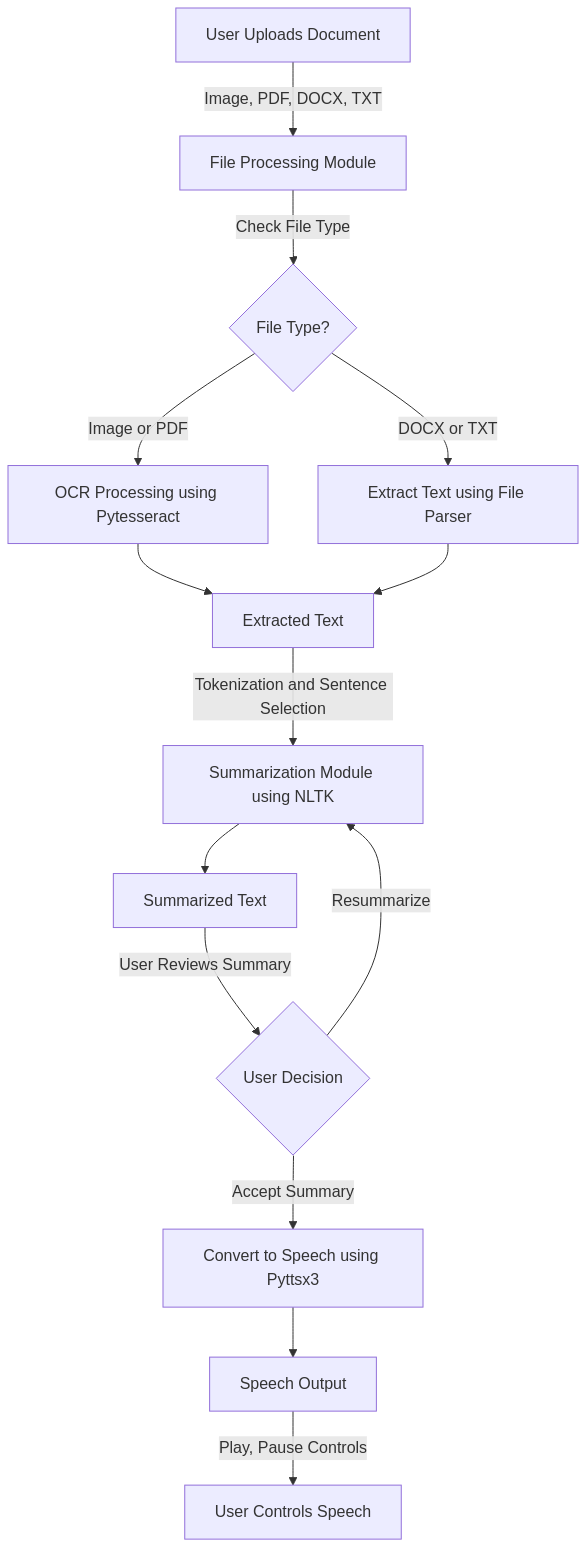 User Uploads Document
Image, PDF, DOCX, TXT
File Processing Module
Check File Type
File Type?
Image or PDF
DOCX or TXT
OCR Processing using
Pytesseract
Extract Text using File
Parser
Extracted Text
Tokenization and Sentence
Selection
Summarization Module
using NLTK
Summarized Text
Resummarize
User Reviews Summary
User Decision
Accept Summary
Convert to Speech using
Pyttsx3
Speech Output
Play, Pause Controls
User Controls Speech